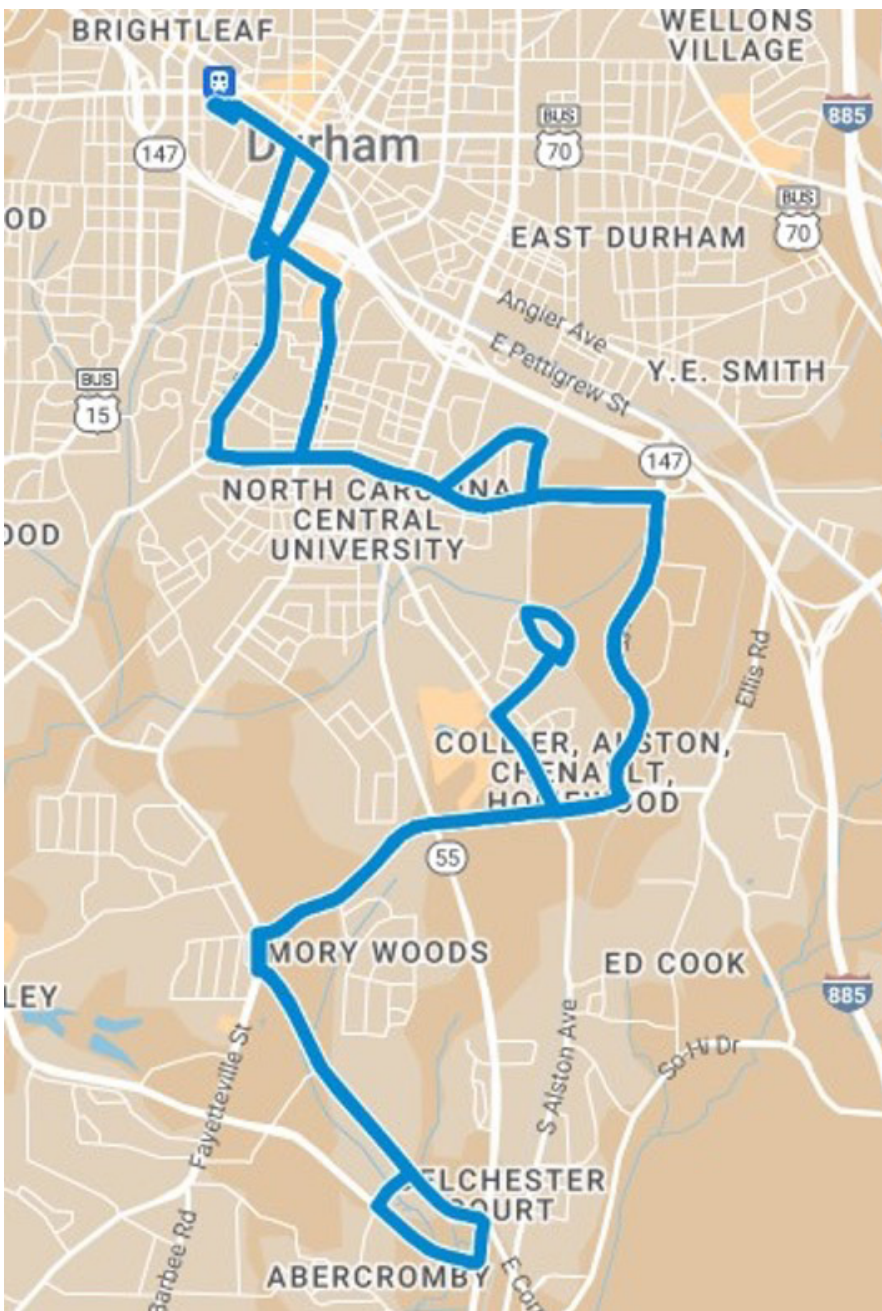 BRIGHTLEAF
WELLONS
VILLAGE
885
BUS
70
147
BUS
70
OD
EAST DURHAM
Angier Ave
E Pettigrew St
Y.E. SMITH
BUS
15
147
NORTH CAROLINA
CENTRAL
UNIVERSITY
OOD
Ellis Rd
COLLIER, ALSTON,
CHENAULT,
HOPEWOOD
55
MORY WOODS
ED COOK
LEY
885
S Alston Ave
So-Hi Dr
Fayetteville St
COURT
ABERCROMBY
Barbee Rd
E Cor